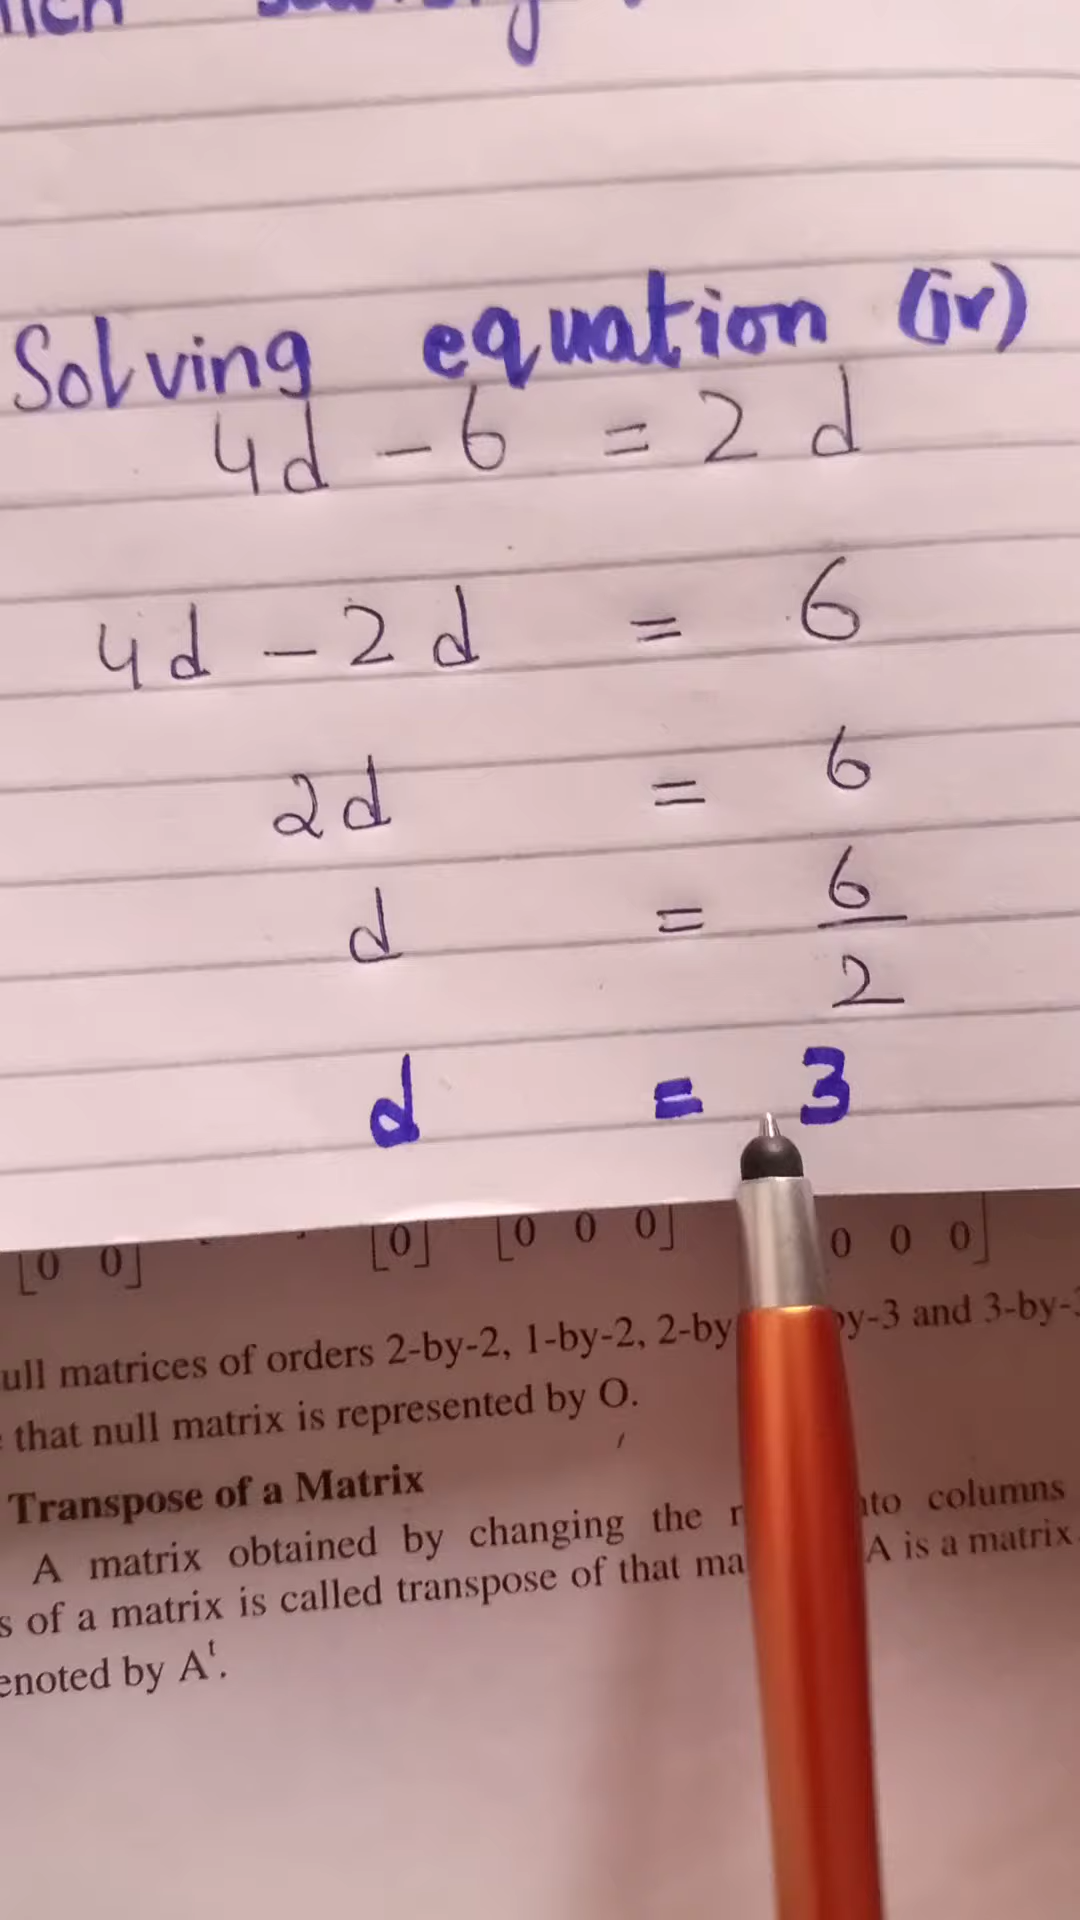 Solving equation (iv)
4d - 6 = 2d
4d - 2d = 6
2d = 6
d = 6/2
d = 3
[0 0] [0] [0 0 0] 0 0 0]
ull matrices of orders 2-by-2, 1-by-2, 2-by y-3 and 3-by-3
that null matrix is represented by O.
Transpose of a Matrix
A matrix obtained by changing the r to columns
s of a matrix is called transpose of that ma A is a matrix
enoted by Aᵗ.